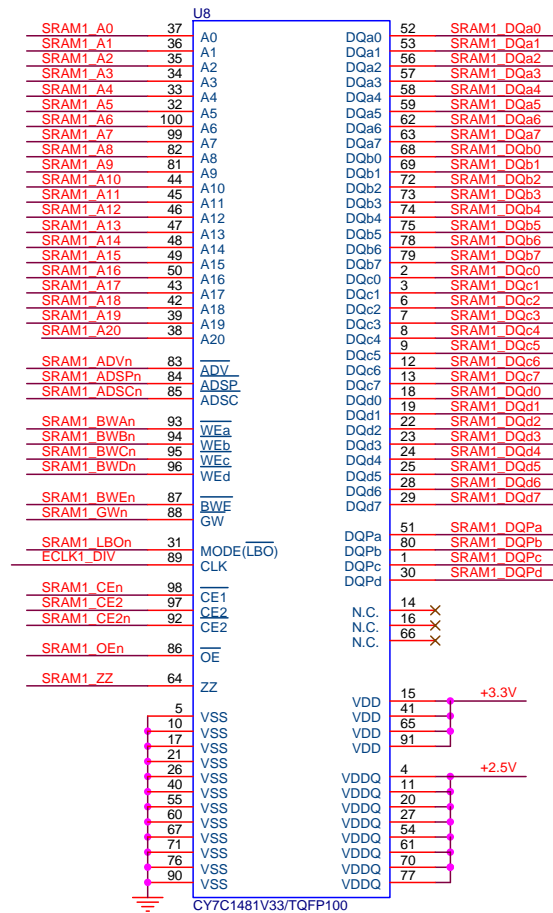 U8
SRAM1_A0 37 A0
SRAM1_A1 36 A1
SRAM1_A2 35 A2
SRAM1_A3 34 A3
SRAM1_A4 33 A4
SRAM1_A5 32 A5
SRAM1_A6 100 A6
SRAM1_A7 99 A7
SRAM1_A8 82 A8
SRAM1_A9 81 A9
SRAM1_A10 44 A10
SRAM1_A11 45 A11
SRAM1_A12 46 A12
SRAM1_A13 47 A13
SRAM1_A14 48 A14
SRAM1_A15 49 A15
SRAM1_A16 50 A16
SRAM1_A17 43 A17
SRAM1_A18 42 A18
SRAM1_A19 39 A19
SRAM1_A20 38 A20
SRAM1_ADVn 83 ADV
SRAM1_ADSPn 84 ADSP
SRAM1_ADSCn 85 ADSC
SRAM1_BWAn 93 WEa
SRAM1_BWBn 94 WEb
SRAM1_BWCn 95 WEc
SRAM1_BWDn 96 WEd
SRAM1_BWEn 87 BWE
SRAM1_GWn 88 GW
SRAM1_LBOn 31 MODE(LBO)
ECLK1_DIV 89 CLK
SRAM1_CEn 98 CE1
SRAM1_CE2 97 CE2
SRAM1_CE2n 92 CE2
SRAM1_OEn 86 OE
SRAM1_ZZ 64 ZZ
5 VSS
10 VSS
17 VSS
21 VSS
26 VSS
40 VSS
55 VSS
60 VSS
67 VSS
71 VSS
76 VSS
90 VSS
DQa0 52 SRAM1_DQa0
DQa1 53 SRAM1_DQa1
DQa2 56 SRAM1_DQa2
DQa3 57 SRAM1_DQa3
DQa4 58 SRAM1_DQa4
DQa5 59 SRAM1_DQa5
DQa6 62 SRAM1_DQa6
DQa7 63 SRAM1_DQa7
DQb0 68 SRAM1_DQb0
DQb1 69 SRAM1_DQb1
DQb2 72 SRAM1_DQb2
DQb3 73 SRAM1_DQb3
DQb4 74 SRAM1_DQb4
DQb5 75 SRAM1_DQb5
DQb6 78 SRAM1_DQb6
DQb7 79 SRAM1_DQb7
DQc0 2 SRAM1_DQc0
DQc1 3 SRAM1_DQc1
DQc2 6 SRAM1_DQc2
DQc3 7 SRAM1_DQc3
DQc4 8 SRAM1_DQc4
DQc5 9 SRAM1_DQc5
DQc6 12 SRAM1_DQc6
DQc7 13 SRAM1_DQc7
DQd0 18 SRAM1_DQd0
DQd1 19 SRAM1_DQd1
DQd2 22 SRAM1_DQd2
DQd3 23 SRAM1_DQd3
DQd4 24 SRAM1_DQd4
DQd5 25 SRAM1_DQd5
DQd6 28 SRAM1_DQd6
DQd7 29 SRAM1_DQd7
DQPa 51 SRAM1_DQPa
DQPb 80 SRAM1_DQPb
DQPc 1 SRAM1_DQPc
DQPd 30 SRAM1_DQPd
N.C. 14
N.C. 16
N.C. 66
VDD 15 +3.3V
VDD 41
VDD 65
VDD 91
VDDQ 4 +2.5V
VDDQ 11
VDDQ 20
VDDQ 27
VDDQ 54
VDDQ 61
VDDQ 70
VDDQ 77
CY7C1481V33/TQFP100